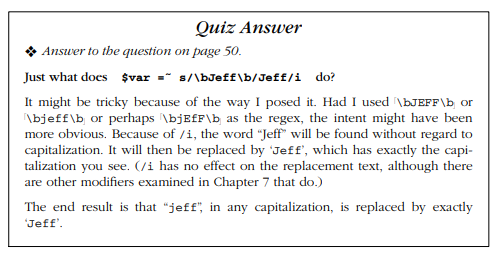 Quiz Answer
❖ Answer to the question on page 50.
Just what does $var =~ s/\bJeff\b/Jeff/i do?
It might be tricky because of the way I posed it. Had I used ⌈\bJEFF\b⌋ or
⌈\bjeff\b⌋ or perhaps ⌈\bjEfF\b⌋ as the regex, the intent might have been
more obvious. Because of /i, the word “Jeff” will be found without regard to
capitalization. It will then be replaced by ‘Jeff’, which has exactly the capi-
talization you see. (/i has no effect on the replacement text, although there
are other modifiers examined in Chapter 7 that do.)
The end result is that “jeff”, in any capitalization, is replaced by exactly
‘Jeff’.